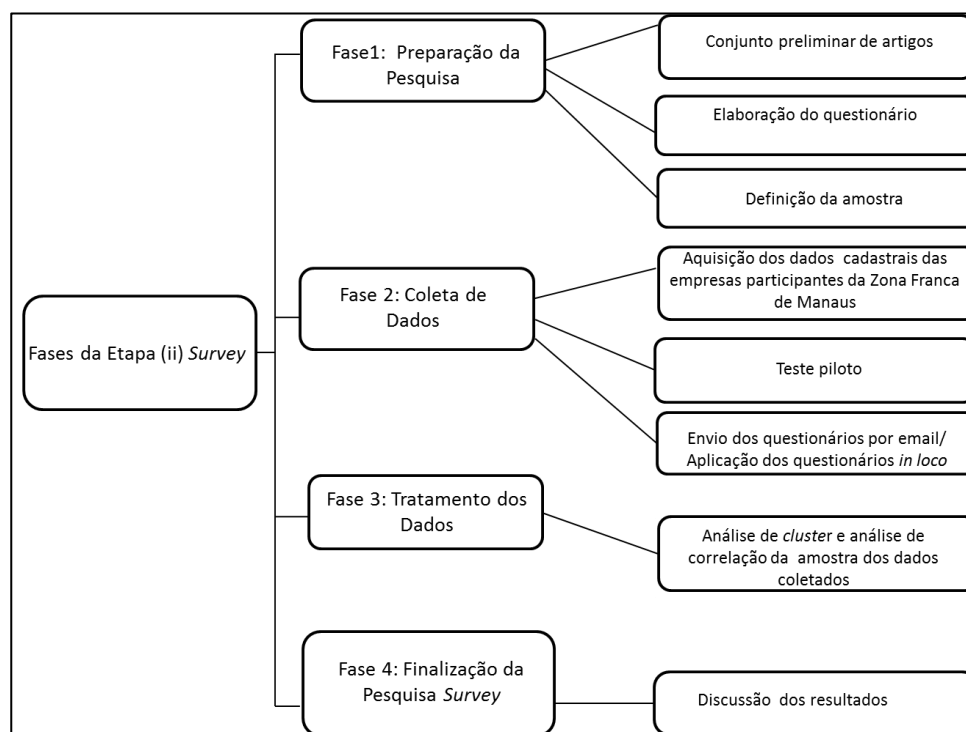 Fases da Etapa (ii) Survey
Fase1: Preparação da
Pesquisa
Conjunto preliminar de artigos
Elaboração do questionário
Definição da amostra
Fase 2: Coleta de
Dados
Aquisição dos dados cadastrais das
empresas participantes da Zona Franca
de Manaus
Teste piloto
Envio dos questionários por email/
Aplicação dos questionários in loco
Fase 3: Tratamento dos
Dados
Análise de cluster e análise de
correlação da amostra dos dados
coletados
Fase 4: Finalização da
Pesquisa Survey
Discussão dos resultados